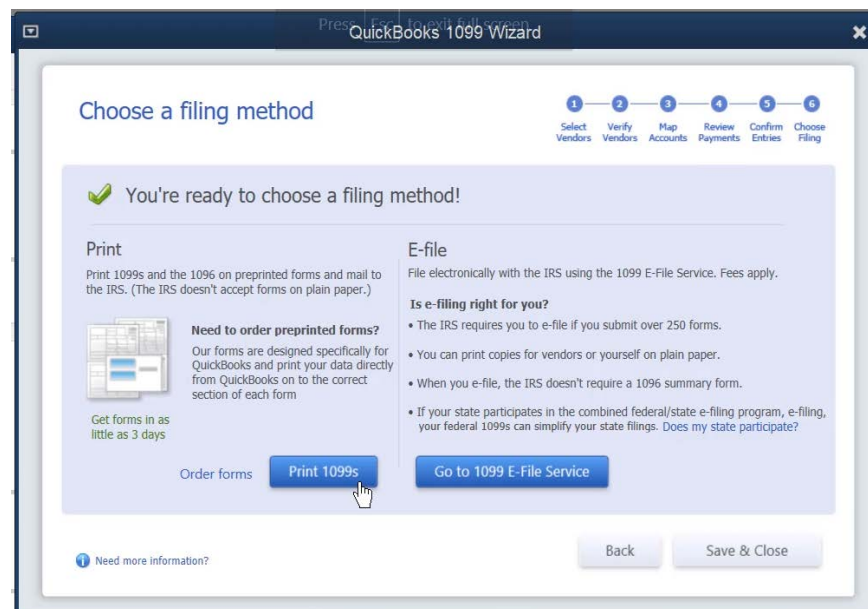 Press Esc to exit full screen
QuickBooks 1099 Wizard
Choose a filing method
1 2 3 4 5 6
Select Verify Map Review Confirm Choose
Vendors Vendors Accounts Payments Entries Filing
You're ready to choose a filing method!
Print
Print 1099s and the 1096 on preprinted forms and mail to
the IRS. (The IRS doesn't accept forms on plain paper.)
Need to order preprinted forms?
Our forms are designed specifically for
QuickBooks and print your data directly
from QuickBooks on to the correct
section of each form
Get forms in as
little as 3 days
Order forms
Print 1099s
E-file
File electronically with the IRS using the 1099 E-File Service. Fees apply.
Is e-filing right for you?
• The IRS requires you to e-file if you submit over 250 forms.
• You can print copies for vendors or yourself on plain paper.
• When you e-file, the IRS doesn't require a 1096 summary form.
• If your state participates in the combined federal/state e-filing program, e-filing,
your federal 1099s can simplify your state filings. Does my state participate?
Go to 1099 E-File Service
Need more information?
Back
Save & Close